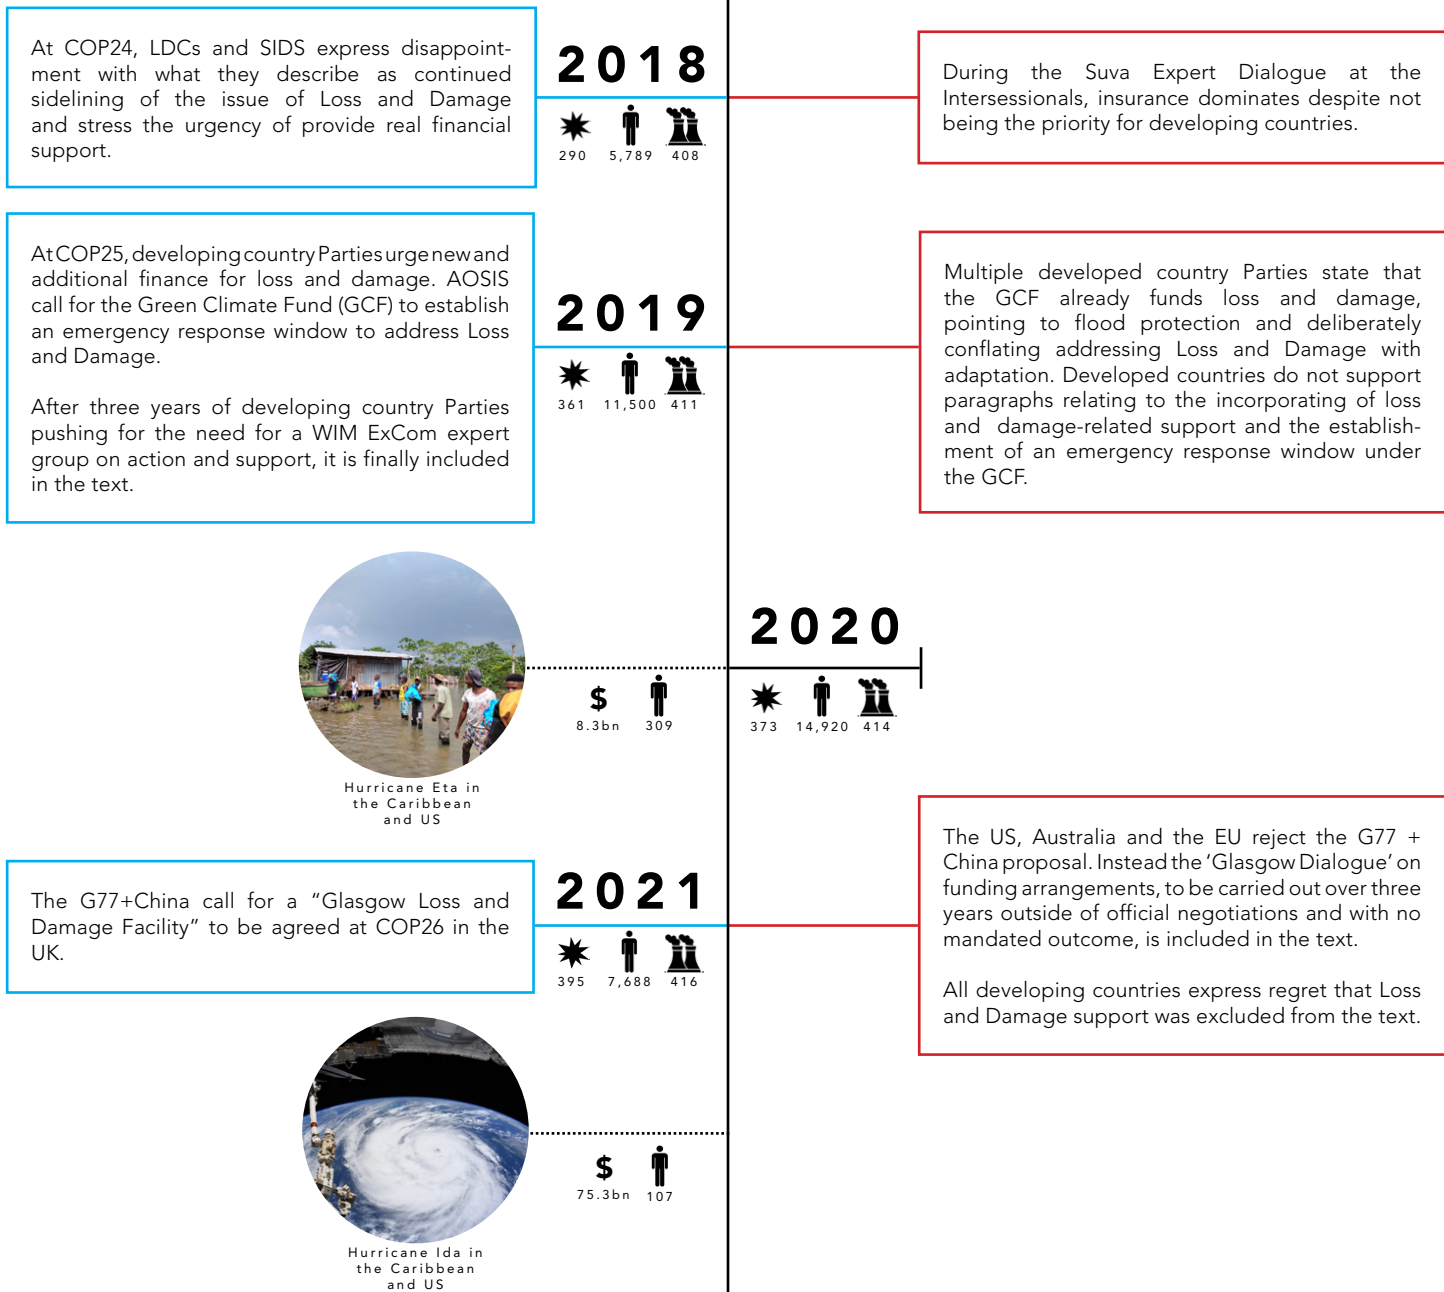 At COP24, LDCs and SIDS express disappoint-
ment with what they describe as continued
sidelining of the issue of Loss and Damage
and stress the urgency of provide real financial
support.
2018
290 5,789 408
During the Suva Expert Dialogue at the
Intersessionals, insurance dominates despite not
being the priority for developing countries.
At COP25, developing country Parties urge new and
additional finance for loss and damage. AOSIS
call for the Green Climate Fund (GCF) to establish
an emergency response window to address Loss
and Damage.
After three years of developing country Parties
pushing for the need for a WIM ExCom expert
group on action and support, it is finally included
in the text.
2019
361 11,500 411
Multiple developed country Parties state that
the GCF already funds loss and damage,
pointing to flood protection and deliberately
conflating addressing Loss and Damage with
adaptation. Developed countries do not support
paragraphs relating to the incorporating of loss
and damage-related support and the establish-
ment of an emergency response window under
the GCF.
2020
$
8.3bn 309
373 14,920 414
Hurricane Eta in
the Caribbean
and US
The G77+China call for a “Glasgow Loss and
Damage Facility” to be agreed at COP26 in the
UK.
2021
395 7,688 416
The US, Australia and the EU reject the G77 +
China proposal. Instead the ‘Glasgow Dialogue’ on
funding arrangements, to be carried out over three
years outside of official negotiations and with no
mandated outcome, is included in the text.
All developing countries express regret that Loss
and Damage support was excluded from the text.
$
75.3bn 107
Hurricane Ida in
the Caribbean
and US